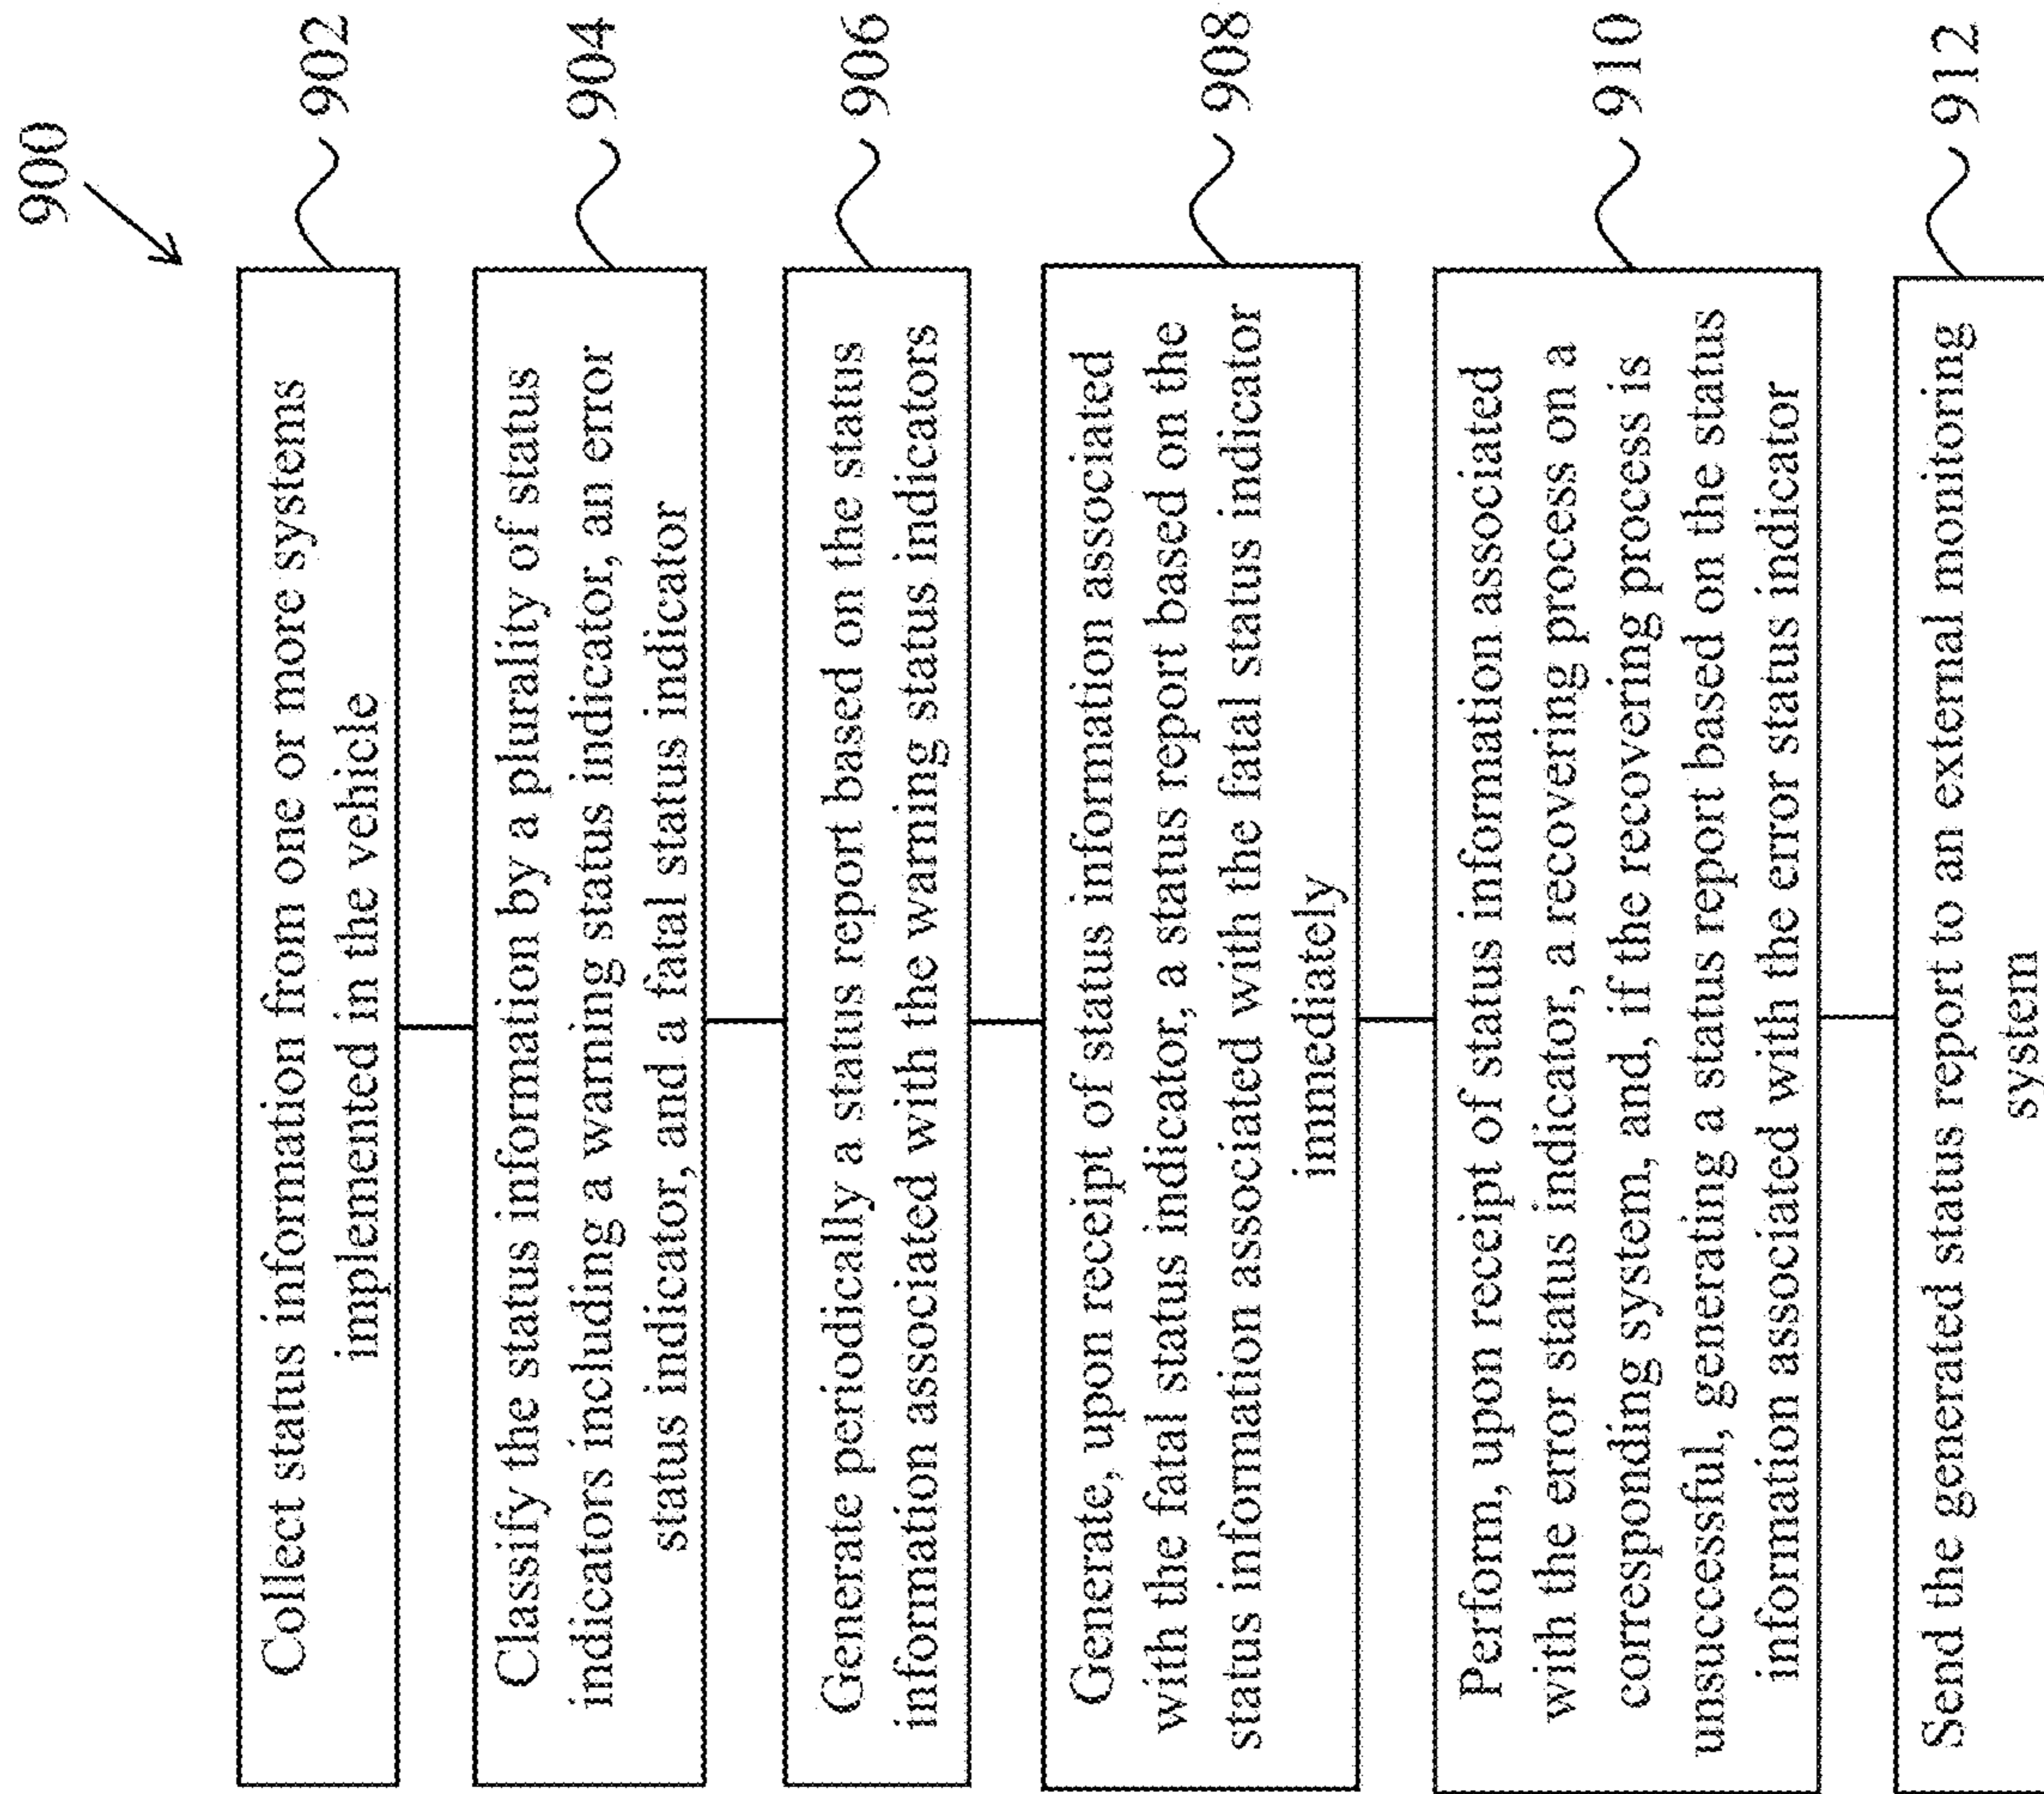 900
Collect status information from one or more systems
implemented in the vehicle
902
Classify the status information by a plurality of status
indicators including a warning status indicator, an error
status indicator, and a fatal status indicator
904
Generate periodically a status report based on the status
information associated with the warning status indicators
906
Generate, upon receipt of status information associated
with the fatal status indicator, a status report based on the
status information associated with the fatal status indicator
immediately
908
Perform, upon receipt of status information associated
with the error status indicator, a recovering process on a
corresponding system, and, if the recovering process is
unsuccessful, generating a status report based on the status
information associated with the error status indicator
910
Send the generated status report to an external monitoring
system
912